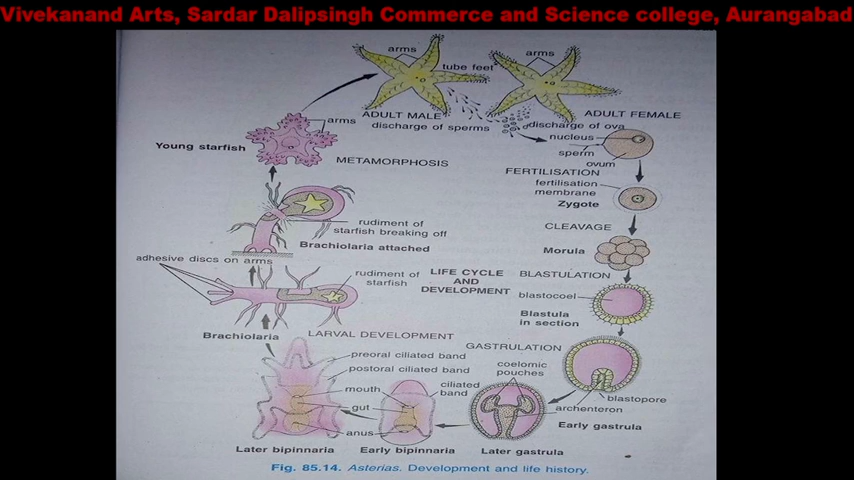 Vivekanand Arts, Sardar Dalipsingh Commerce and Science college, Aurangabad
arms
arms
tube feet
ADULT MALE
ADULT FEMALE
discharge of sperms
discharge of ova
nucleus
sperm
ovum
arms
Young starfish
METAMORPHOSIS
FERTILISATION
fertilisation
membrane
Zygote
rudiment of
starfish breaking off
Brachiolaria attached
CLEAVAGE
Morula
adhesive discs on arms
rudiment of
starfish
LIFE CYCLE
AND
DEVELOPMENT
BLASTULATION
blastocoel
Blastula
in section
Brachiolaria
LARVAL DEVELOPMENT
GASTRULATION
preoral ciliated band
postoral ciliated band
coelomic
pouches
mouth
ciliated
band
gut
anus
blastopore
archenteron
Early gastrula
Later bipinnaria
Early bipinnaria
Later gastrula
Fig. 85.14. Asterias. Development and life history.